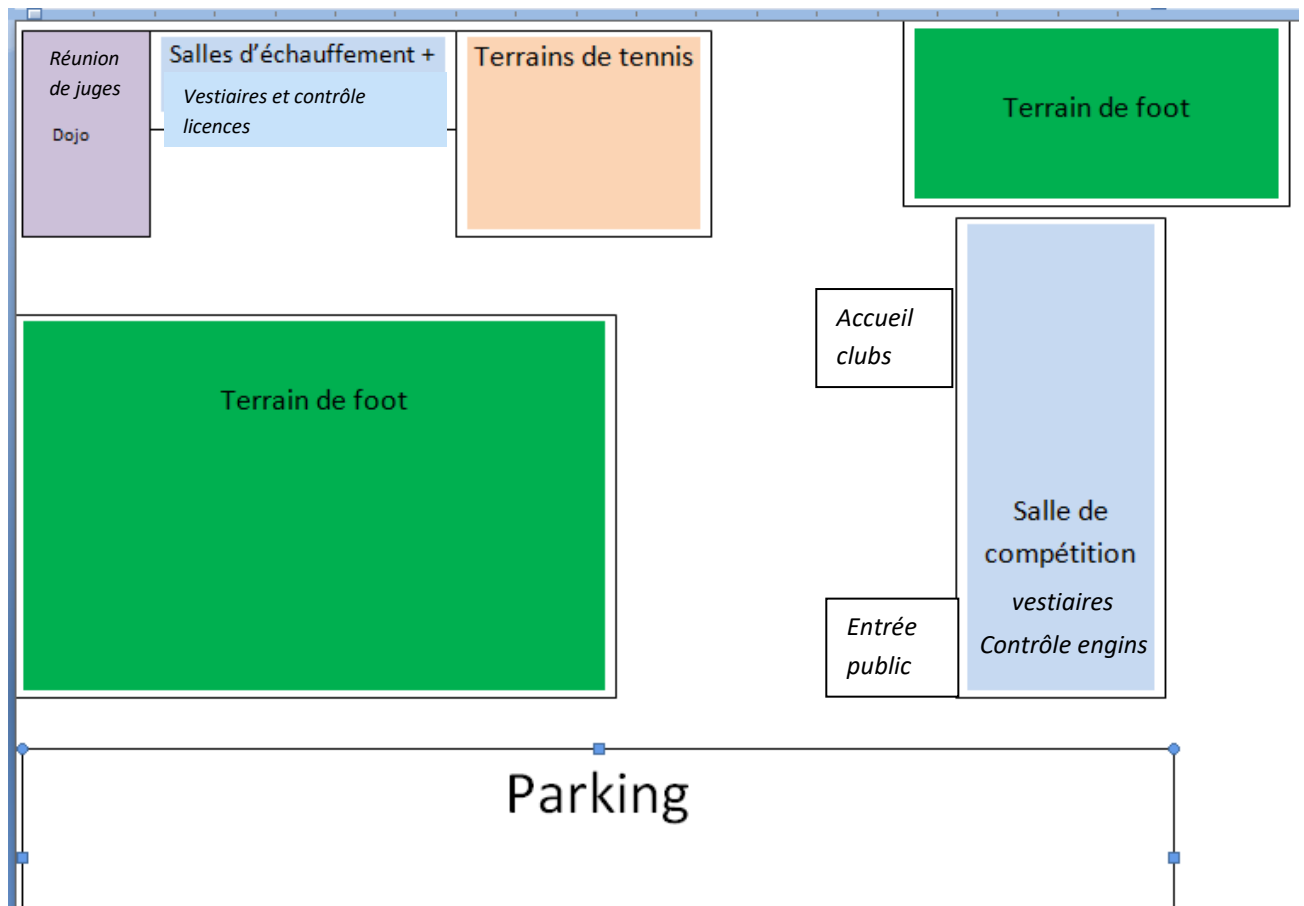 Réunion
de juges
Dojo
Salles d’échauffement +
Vestiaires et contrôle
licences
Terrains de tennis
Terrain de foot
Accueil
clubs
Terrain de foot
Salle de
compétition
vestiaires
Contrôle engins
Entrée
public
Parking